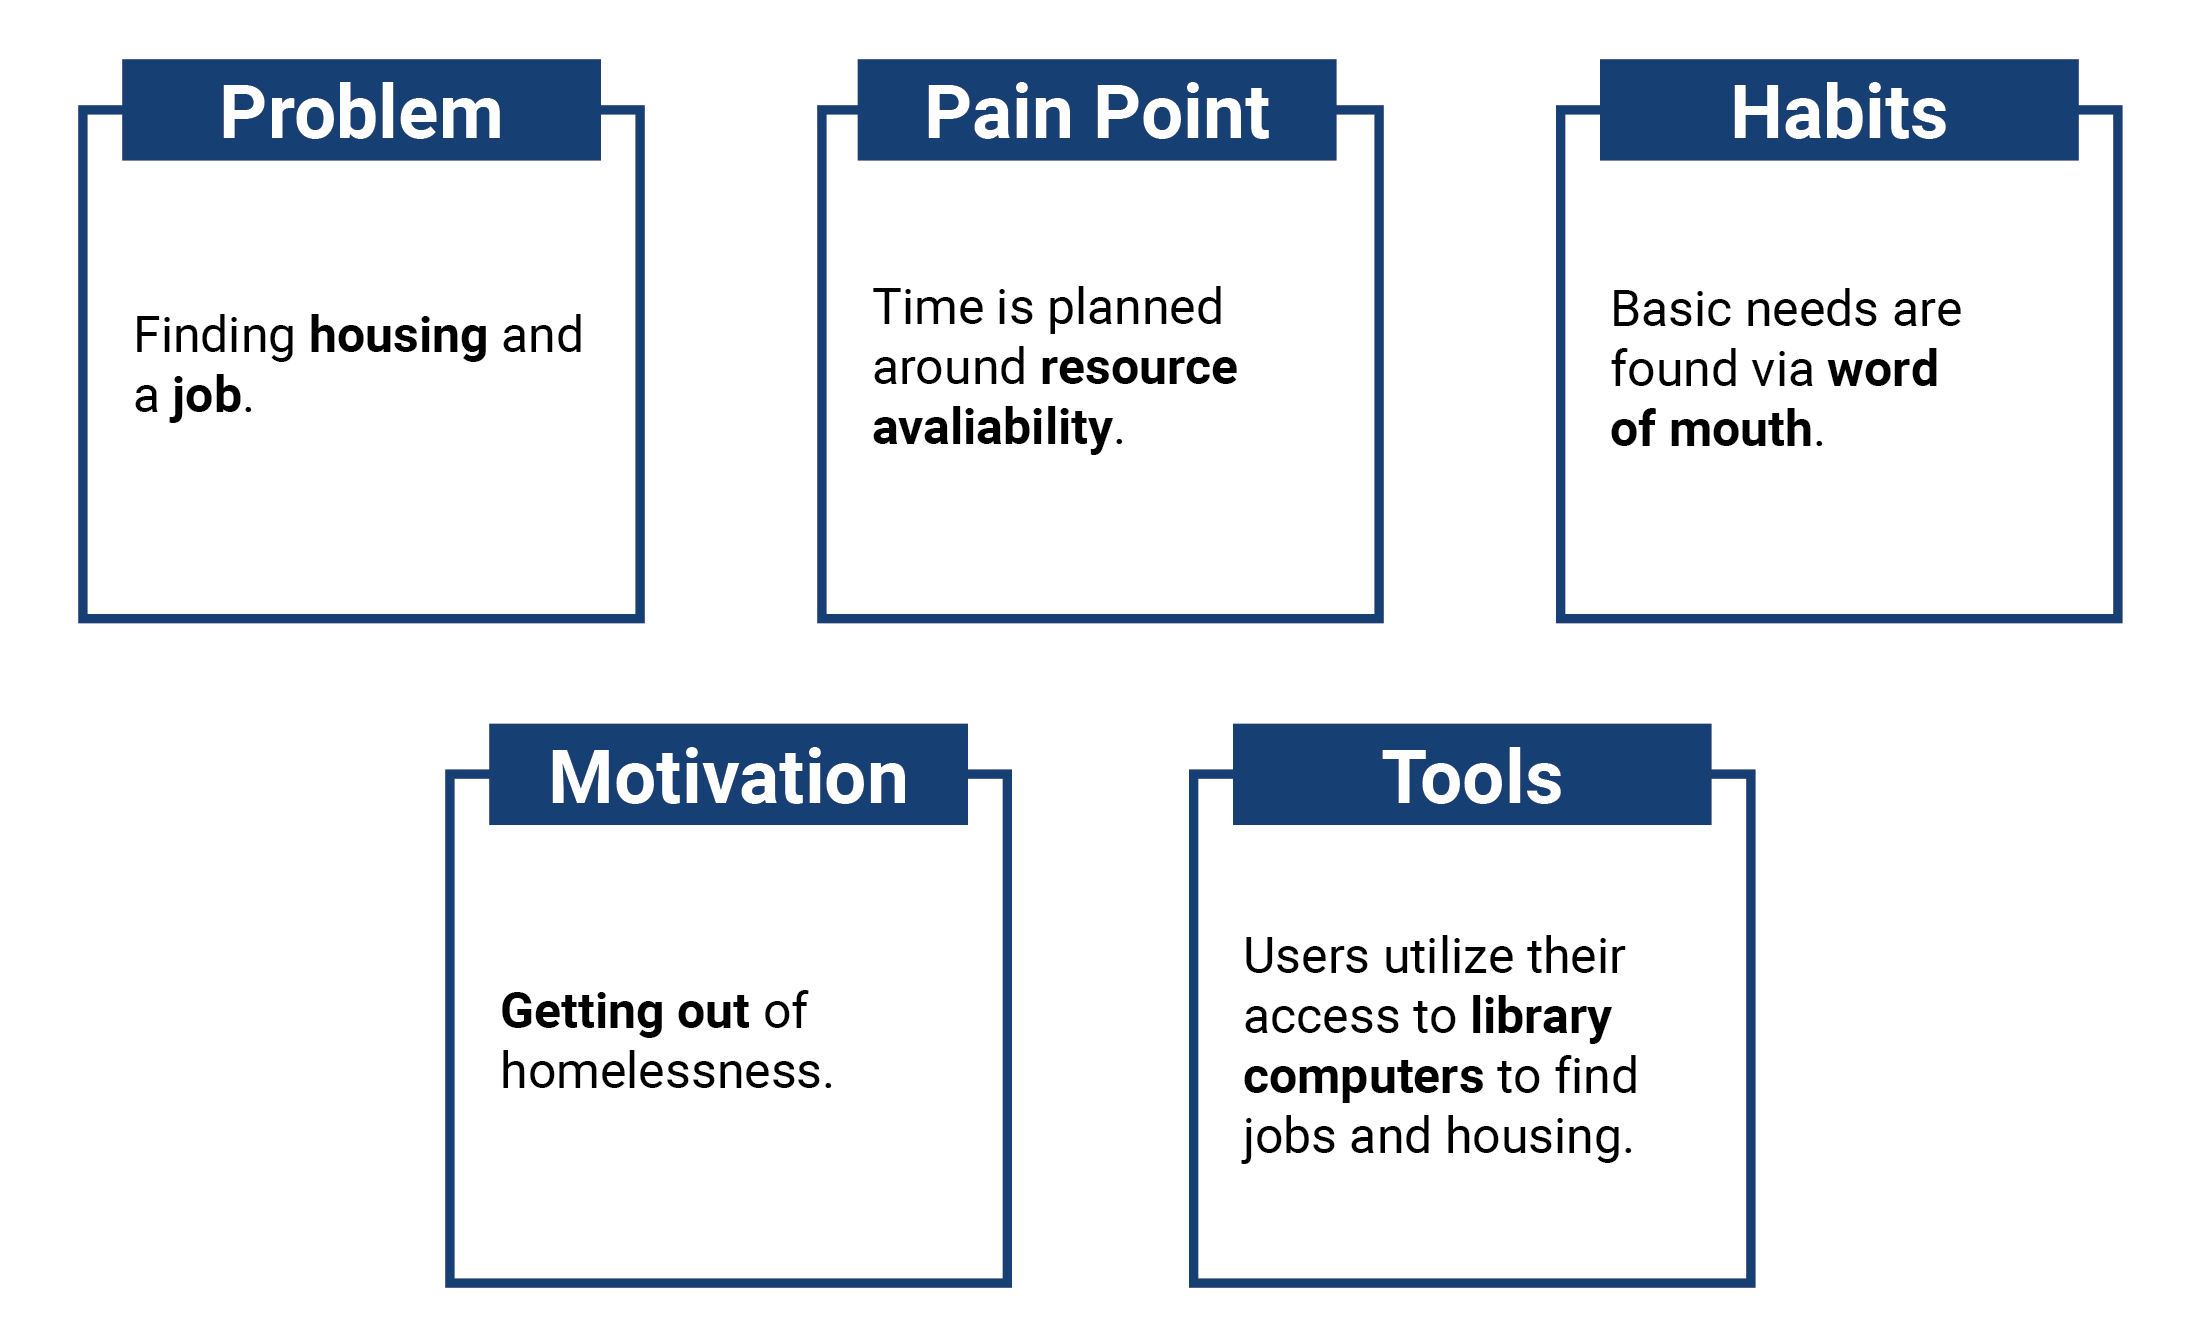 Problem
Finding housing and
a job.
Pain Point
Time is planned
around resource
avaliability.
Habits
Basic needs are
found via word
of mouth.
Motivation
Getting out of
homelessness.
Tools
Users utilize their
access to library
computers to find
jobs and housing.